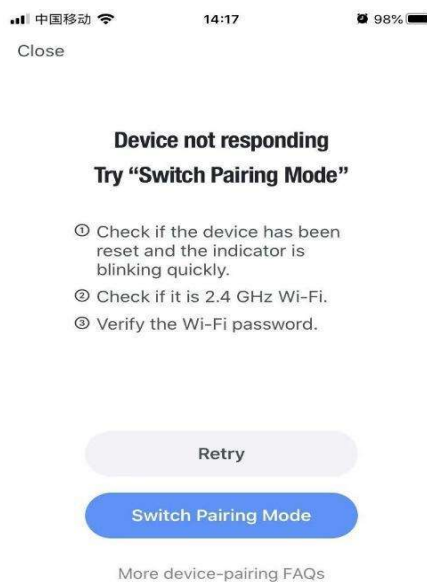 中国移动 14:17 98%
Close
Device not responding
Try “Switch Pairing Mode”
① Check if the device has been
reset and the indicator is
blinking quickly.
② Check if it is 2.4 GHz Wi-Fi.
③ Verify the Wi-Fi password.
Retry
Switch Pairing Mode
More device-pairing FAQs